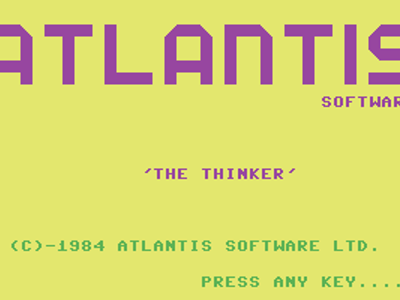 ATLANTIS
SOFTWAR
'THE THINKER'
(C)-1984 ATLANTIS SOFTWARE LTD.
PRESS ANY KEY....